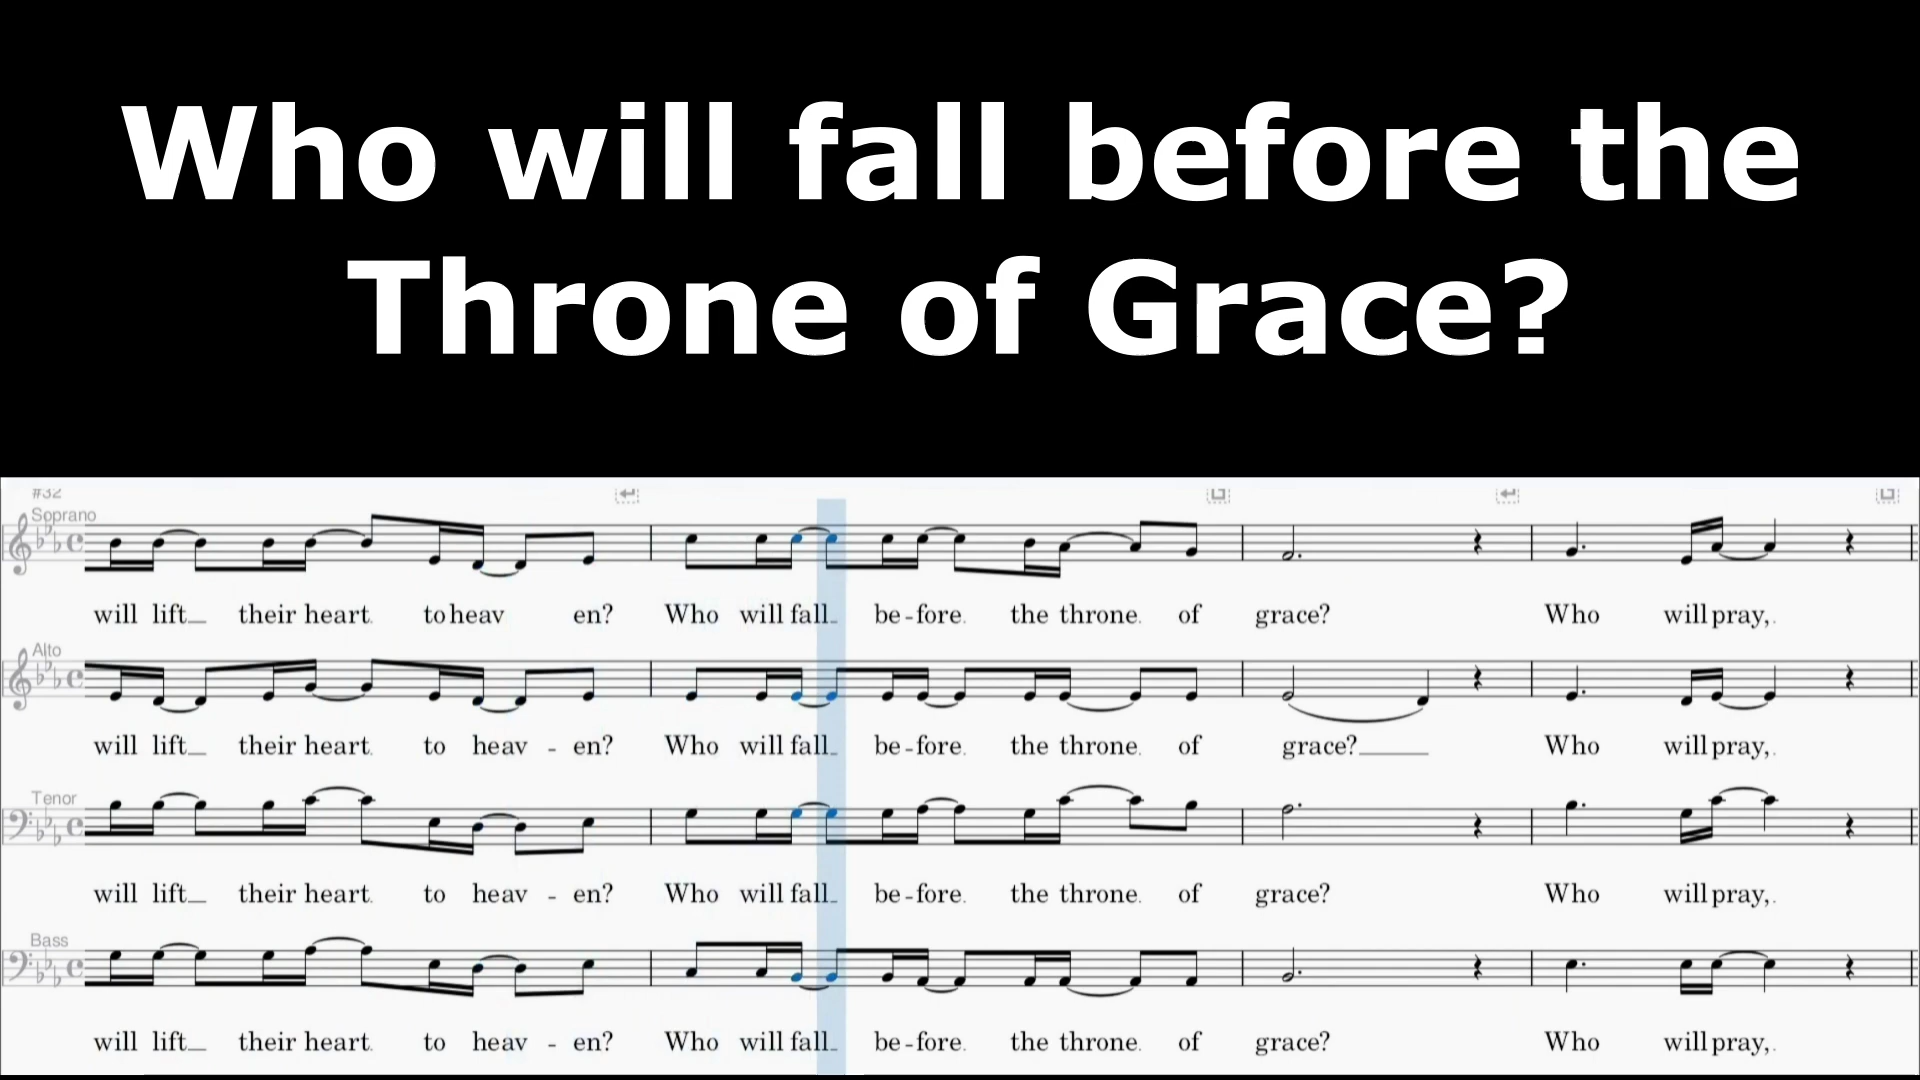 Who will fall before the
Throne of Grace?
#32
Soprano
will lift_ their heart. to heav en? Who will fall_ be-fore. the throne. of grace? Who will pray,.
Alto
will lift_ their heart. to heav - en? Who will fall_ be-fore. the throne. of grace?_ Who will pray,.
Tenor
will lift_ their heart. to heav - en? Who will fall_ be-fore. the throne. of grace? Who will pray,.
Bass
will lift_ their heart. to heav - en? Who will fall_ be-fore. the throne. of grace? Who will pray,.